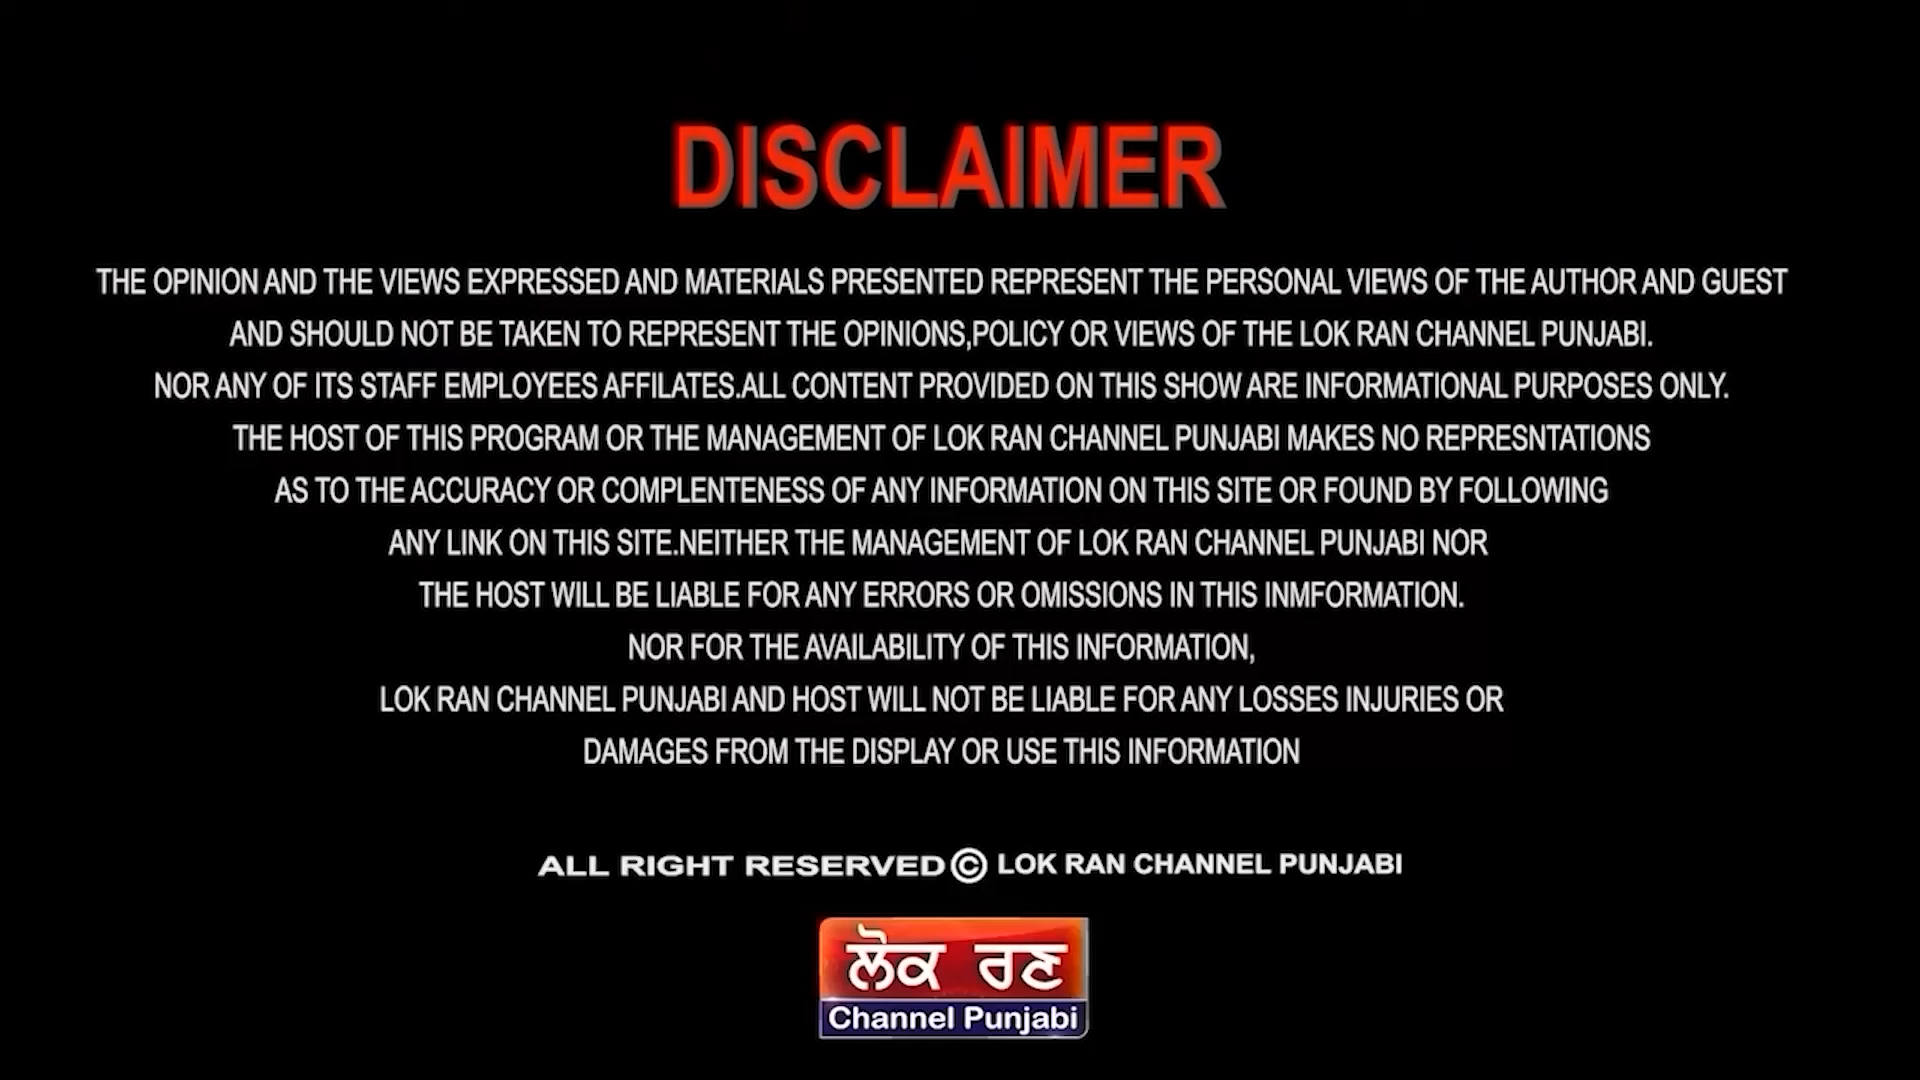 DISCLAIMER
THE OPINION AND THE VIEWS EXPRESSED AND MATERIALS PRESENTED REPRESENT THE PERSONAL VIEWS OF THE AUTHOR AND GUEST
AND SHOULD NOT BE TAKEN TO REPRESENT THE OPINIONS,POLICY OR VIEWS OF THE LOK RAN CHANNEL PUNJABI.
NOR ANY OF ITS STAFF EMPLOYEES AFFILATES.ALL CONTENT PROVIDED ON THIS SHOW ARE INFORMATIONAL PURPOSES ONLY.
THE HOST OF THIS PROGRAM OR THE MANAGEMENT OF LOK RAN CHANNEL PUNJABI MAKES NO REPRESNTATIONS
AS TO THE ACCURACY OR COMPLENTENESS OF ANY INFORMATION ON THIS SITE OR FOUND BY FOLLOWING
ANY LINK ON THIS SITE.NEITHER THE MANAGEMENT OF LOK RAN CHANNEL PUNJABI NOR
THE HOST WILL BE LIABLE FOR ANY ERRORS OR OMISSIONS IN THIS INMFORMATION.
NOR FOR THE AVAILABILITY OF THIS INFORMATION,
LOK RAN CHANNEL PUNJABI AND HOST WILL NOT BE LIABLE FOR ANY LOSSES INJURIES OR
DAMAGES FROM THE DISPLAY OR USE THIS INFORMATION
ALL RIGHT RESERVED © LOK RAN CHANNEL PUNJABI
ਲੋਕ ਰਣ
Channel Punjabi